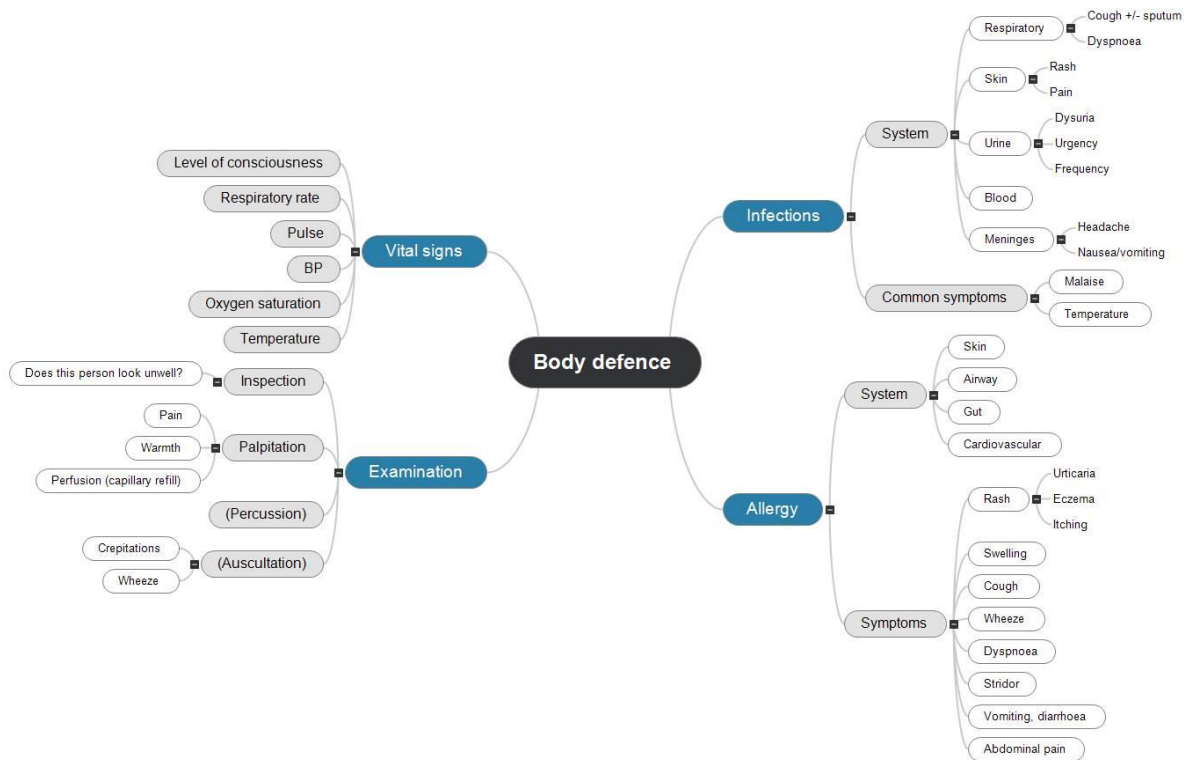 Body defence
Vital signs
Level of consciousness
Respiratory rate
Pulse
BP
Oxygen saturation
Temperature
Examination
Inspection
Does this person look unwell?
Palpitation
Pain
Warmth
Perfusion (capillary refill)
(Percussion)
(Auscultation)
Crepitations
Wheeze
Infections
System
Respiratory
Cough +/- sputum
Dyspnoea
Skin
Rash
Pain
Urine
Dysuria
Urgency
Frequency
Blood
Meninges
Headache
Nausea/vomiting
Common symptoms
Malaise
Temperature
Allergy
System
Skin
Airway
Gut
Cardiovascular
Symptoms
Rash
Urticaria
Eczema
Itching
Swelling
Cough
Wheeze
Dyspnoea
Stridor
Vomiting, diarrhoea
Abdominal pain